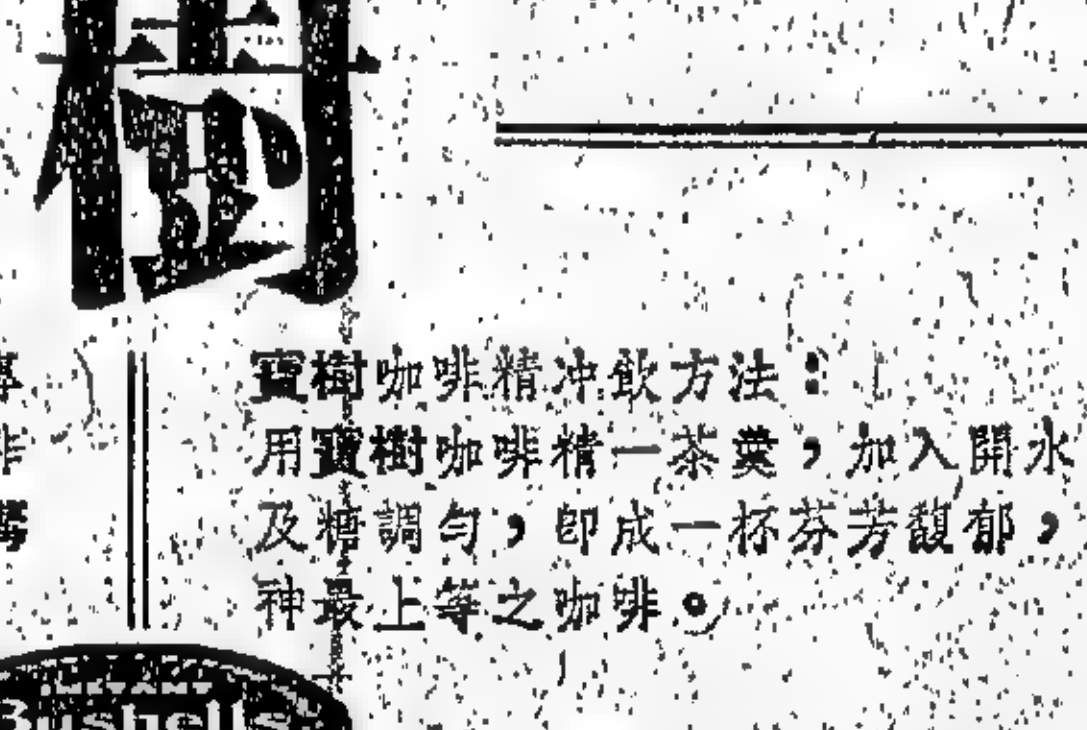 樹
寶樹咖啡精冲飲方法：
用寶樹咖啡精一茶羹，加入開水
及糖調勻，即成一杯芬芳馥郁，
神最上等之咖啡。
INSTANT
Bushells